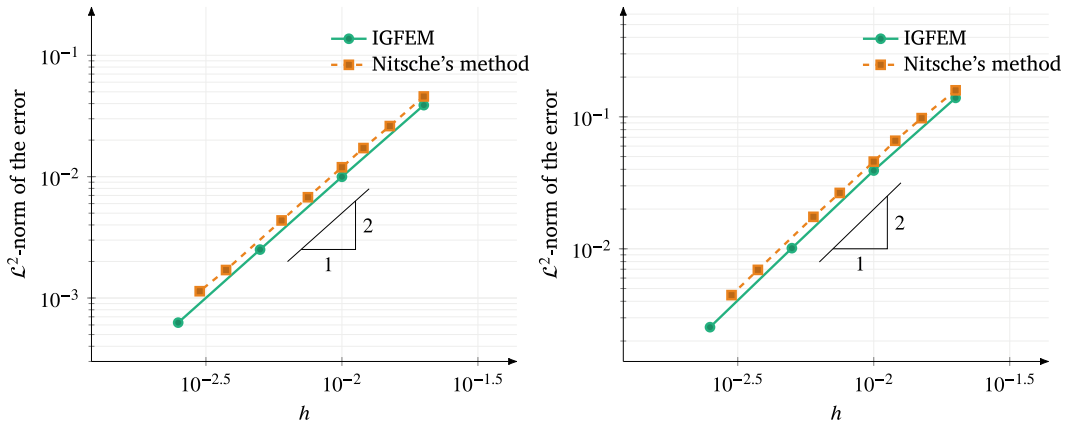 IGFEM
Nitsche's method
10⁻¹
10⁻²
10⁻³
ℒ²-norm of the error
2
1
10⁻²·⁵
10⁻²
10⁻¹·⁵
h
IGFEM
Nitsche's method
10⁻¹
10⁻²
ℒ²-norm of the error
2
1
10⁻²·⁵
10⁻²
10⁻¹·⁵
h